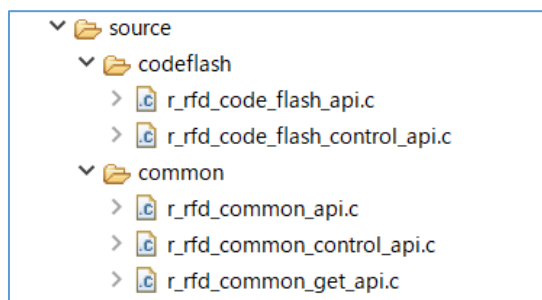 source
codeflash
.c r_rfd_code_flash_api.c
.c r_rfd_code_flash_control_api.c
common
.c r_rfd_common_api.c
.c r_rfd_common_control_api.c
.c r_rfd_common_get_api.c